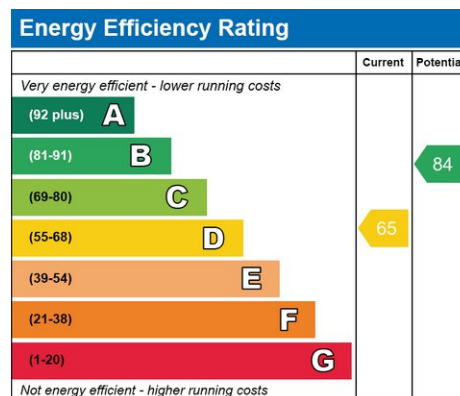 Energy Efficiency Rating
Current Potential
Very energy efficient - lower running costs
(92 plus) A
(81-91) B
84
(69-80) C
(55-68) D
65
(39-54) E
(21-38) F
(1-20) G
Not energy efficient - higher running costs